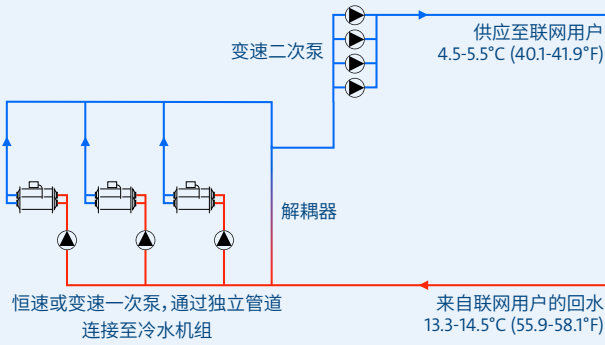 变速二次泵
供应至联网用户
4.5-5.5°C (40.1-41.9°F)
解耦器
恒速或变速一次泵，通过独立管道
连接至冷水机组
来自联网用户的回水
13.3-14.5°C (55.9-58.1°F)